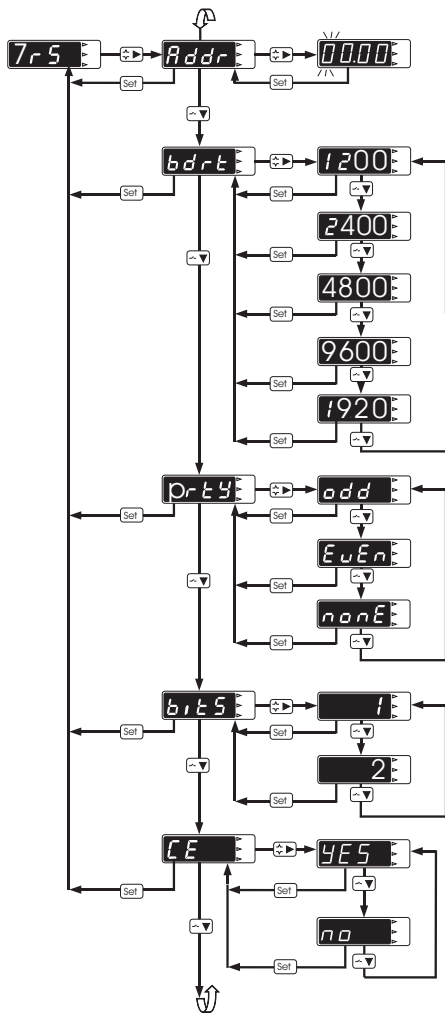 7rS Addr 00.00
Set Set
bdrt 1200
Set Set
2400
Set
4800
Set
9600
Set
1920
Set
PrtY odd
Set Set
EvEn
Set
nonE
Set
bitS 1
Set Set
2
Set
CE YES
Set Set
no
Set